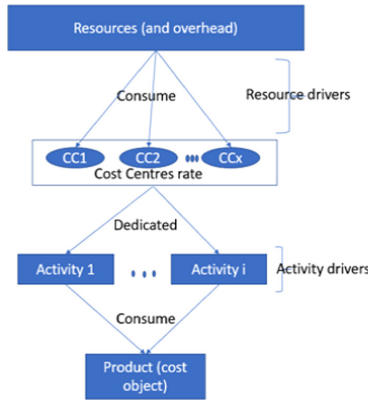 Resources (and overhead)
Consume
Resource drivers
CC1 CC2 CCx
Cost Centres rate
Dedicated
Activity 1 Activity i
Activity drivers
Consume
Product (cost
object)